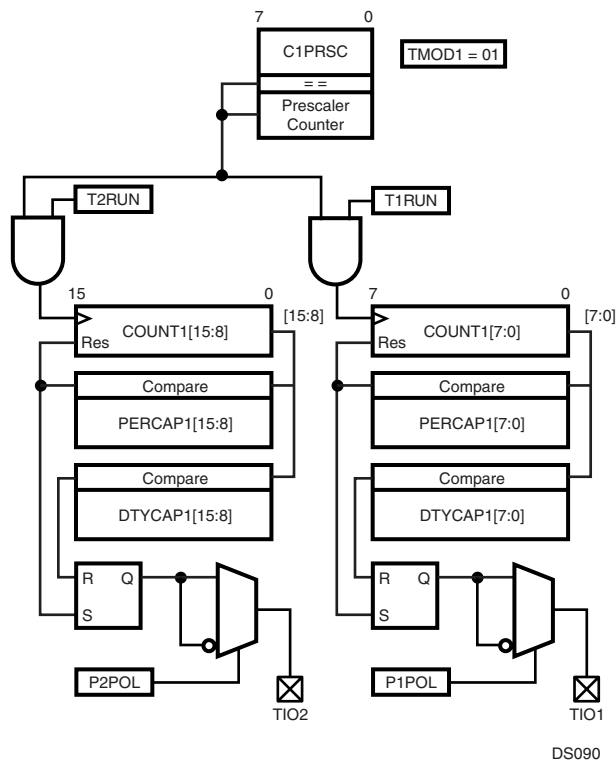 7 0
C1PRSC
TMOD1 = 01
= =
Prescaler
Counter
T2RUN
T1RUN
15 0
[15:8]
7 0
[7:0]
COUNT1[15:8]
Res
COUNT1[7:0]
Res
Compare
PERCAP1[15:8]
Compare
PERCAP1[7:0]
Compare
DTYCAP1[15:8]
Compare
DTYCAP1[7:0]
R Q
S
R Q
S
P2POL
P1POL
TIO2
TIO1
DS090